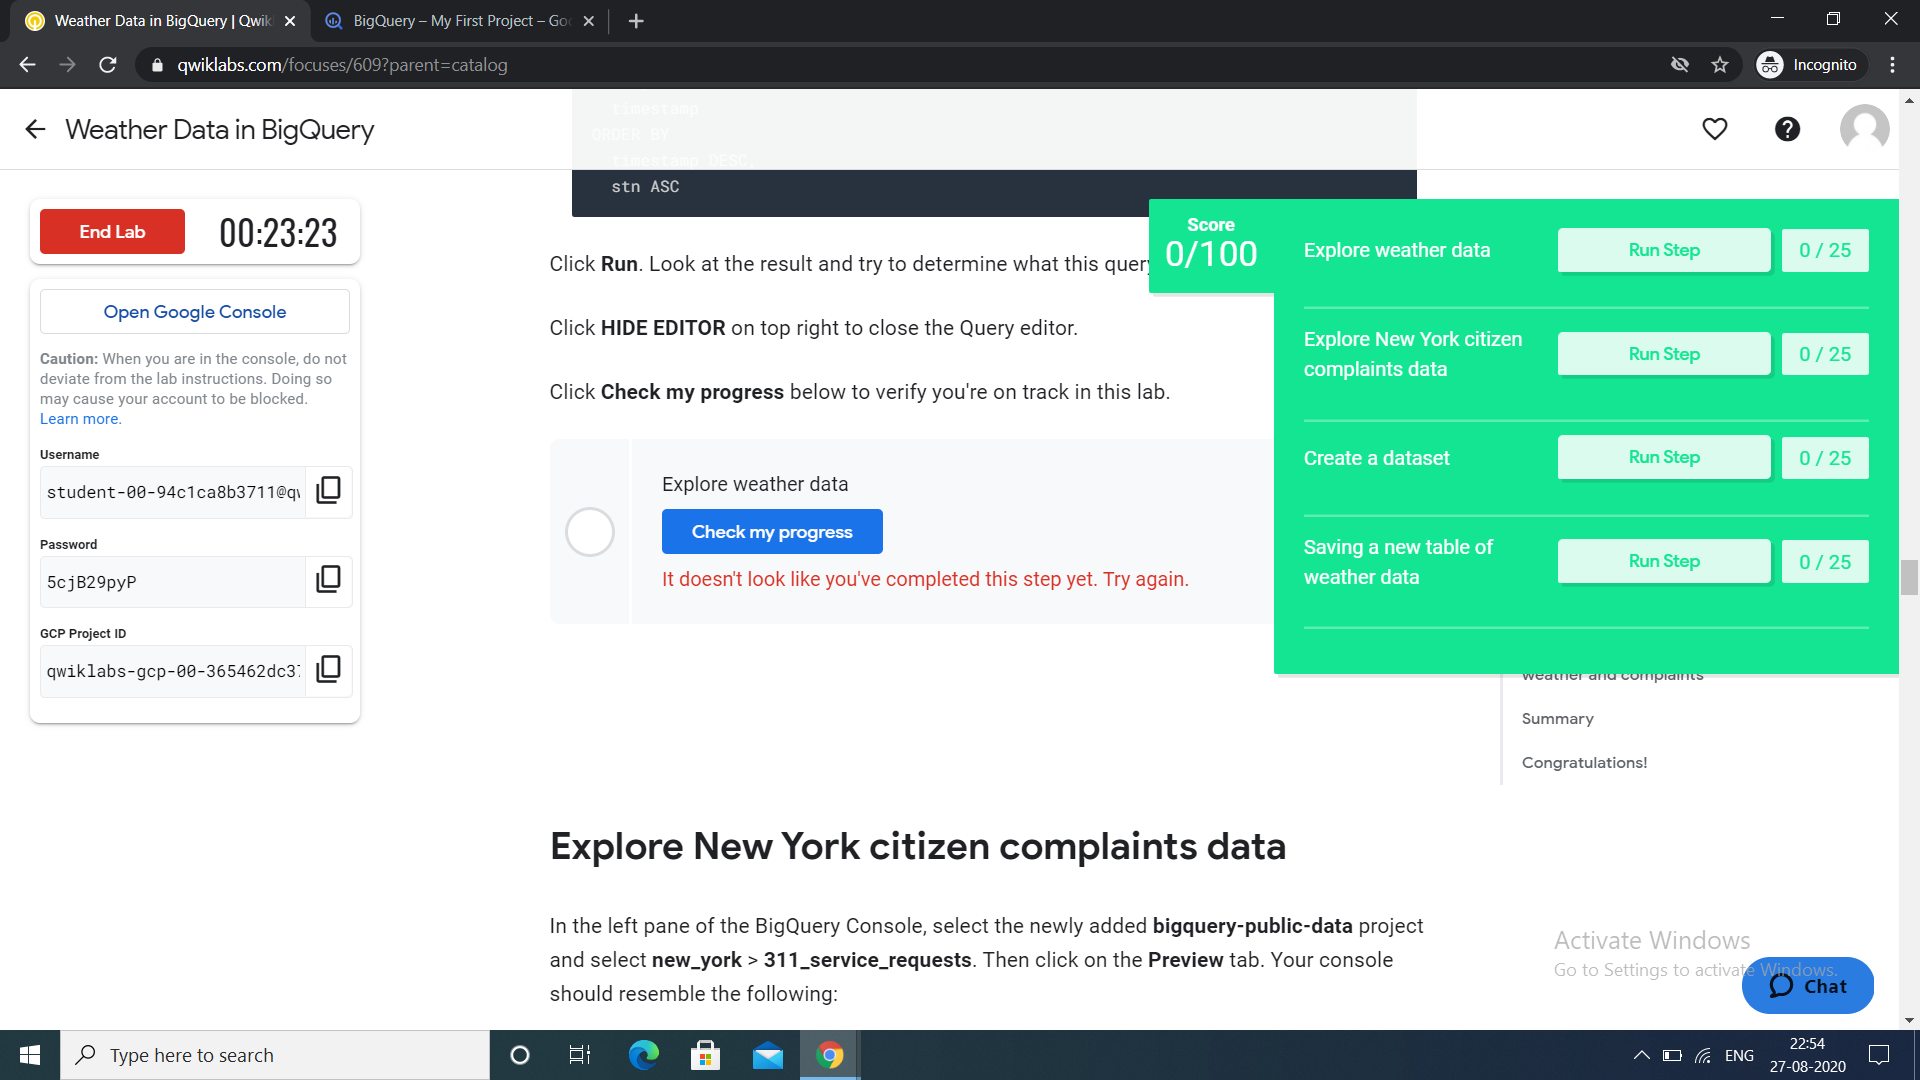 Weather Data in BigQuery | Qwik
BigQuery – My First Project – Goo
qwiklabs.com/focuses/609?parent=catalog
Incognito
Weather Data in BigQuery
timestamp
ORDER BY
timestamp DESC,
stn ASC
End Lab
00:23:23
Open Google Console
Caution: When you are in the console, do not
deviate from the lab instructions. Doing so
may cause your account to be blocked.
Learn more.
Username
student-00-94c1ca8b3711@qw
Password
5cjB29pyP
GCP Project ID
qwiklabs-gcp-00-365462dc37
Click Run. Look at the result and try to determine what this query
Click HIDE EDITOR on top right to close the Query editor.
Click Check my progress below to verify you're on track in this lab.
Explore weather data
Check my progress
It doesn't look like you've completed this step yet. Try again.
Score
0/100
Explore weather data
Run Step
0 / 25
Explore New York citizen
complaints data
Run Step
0 / 25
Create a dataset
Run Step
0 / 25
Saving a new table of
weather data
Run Step
0 / 25
weather and complaints
Summary
Congratulations!
Explore New York citizen complaints data
In the left pane of the BigQuery Console, select the newly added bigquery-public-data project
and select new_york > 311_service_requests. Then click on the Preview tab. Your console
should resemble the following:
Activate Windows
Go to Settings to activate Windows.
Chat
Type here to search
ENG
22:54
27-08-2020